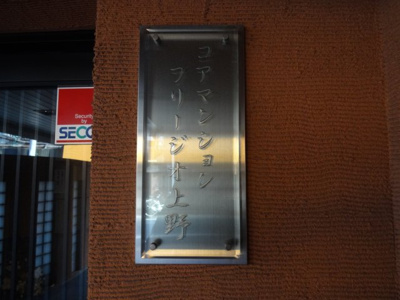 コアマンション
フリージオ上野
Security
by
SECO